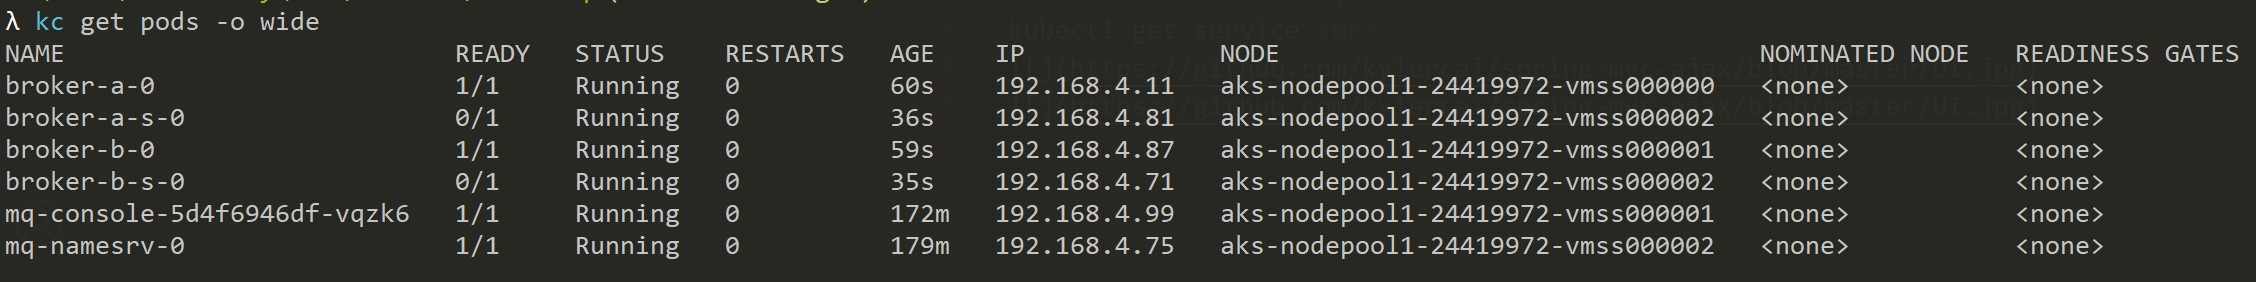 λ kc get pods -o wide
kubectl get service
NAME READY STATUS RESTARTS AGE IP NODE NOMINATED NODE READINESS GATES
broker-a-0 1/1 Running 0 60s 192.168.4.11 aks-nodepool1-24419972-vmss000000 <none> <none>
broker-a-s-0 0/1 Running 0 36s 192.168.4.81 aks-nodepool1-24419972-vmss000002 <none> <none>
broker-b-0 1/1 Running 0 59s 192.168.4.87 aks-nodepool1-24419972-vmss000001 <none> <none>
broker-b-s-0 0/1 Running 0 35s 192.168.4.71 aks-nodepool1-24419972-vmss000002 <none> <none>
mq-console-5d4f6946df-vqzk6 1/1 Running 0 172m 192.168.4.99 aks-nodepool1-24419972-vmss000001 <none> <none>
mq-namesrv-0 1/1 Running 0 179m 192.168.4.75 aks-nodepool1-24419972-vmss000002 <none> <none>